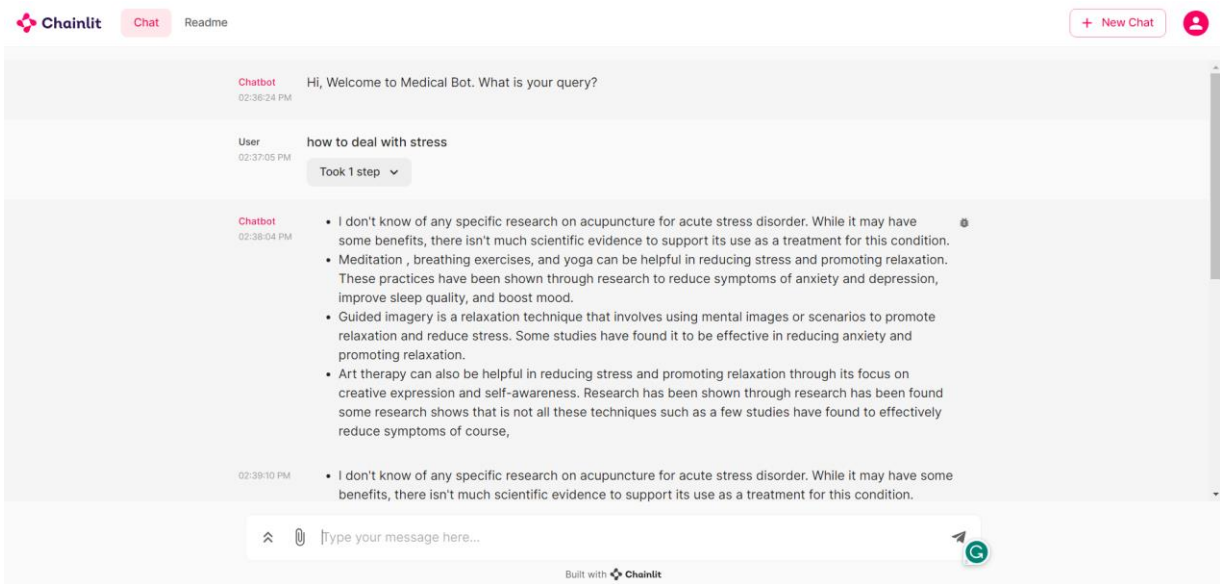 Chainlit
Chat
Readme
+ New Chat
Chatbot
02:36:24 PM
Hi, Welcome to Medical Bot. What is your query?
User
02:37:05 PM
how to deal with stress
Took 1 step
Chatbot
02:38:04 PM
• I don't know of any specific research on acupuncture for acute stress disorder. While it may have
some benefits, there isn't much scientific evidence to support its use as a treatment for this condition.
• Meditation , breathing exercises, and yoga can be helpful in reducing stress and promoting relaxation.
These practices have been shown through research to reduce symptoms of anxiety and depression,
improve sleep quality, and boost mood.
• Guided imagery is a relaxation technique that involves using mental images or scenarios to promote
relaxation and reduce stress. Some studies have found it to be effective in reducing anxiety and
promoting relaxation.
• Art therapy can also be helpful in reducing stress and promoting relaxation through its focus on
creative expression and self-awareness. Research has been shown through research has been found
some research shows that is not all these techniques such as a few studies have found to effectively
reduce symptoms of course,
02:39:10 PM
• I don't know of any specific research on acupuncture for acute stress disorder. While it may have some
benefits, there isn't much scientific evidence to support its use as a treatment for this condition.
Type your message here...
Built with Chainlit